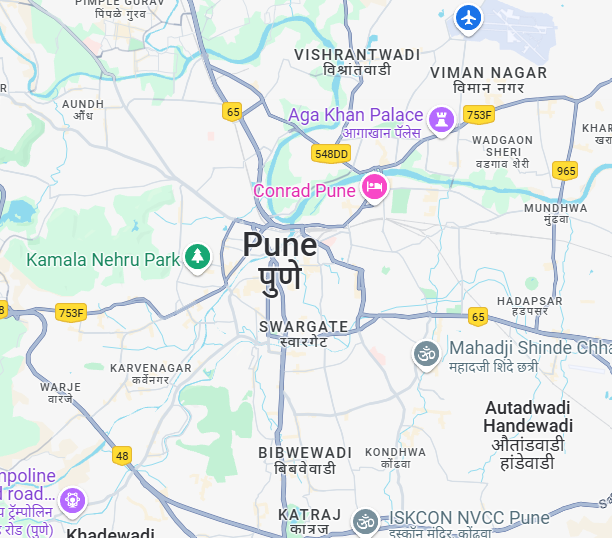 PIMPLE GURAV
पिंपळे गुरव
VISHRANTWADI
विश्रांतवाडी
VIMAN NAGAR
विमान नगर
AUNDH
औंध
65
Aga Khan Palace
आगाखान पॅलेस
753F
548DD
WADGAON
SHERI
वडगाव शेरी
KHAR
965
Conrad Pune
MUNDHWA
मुंढवा
Pune
पुणे
Kamala Nehru Park
753F
HADAPSAR
हडपसर
65
SWARGATE
स्वारगेट
Mahadji Shinde Chha
महादजी शिंदे छत्री
KARVENAGAR
कर्वेनगर
WARJE
वारजे
Autadwadi
Handewadi
औतांडवाडी
हांडेवाडी
48
BIBWEWADI
बिबवेवाडी
KONDHWA
कोंढवा
mpoline
l road...
प ट्रॅम्पोलिन
रोड (पुणे)
KATRAJ
कात्रज
ISKCON NVCC Pune
इस्कॉन मंदिर, कोंढवा
Khadewadi